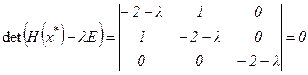 det(H(x*) − λE) = | −2−λ 1 0 |
| 1 −2−λ 0 | = 0
| 0 0 −2−λ |